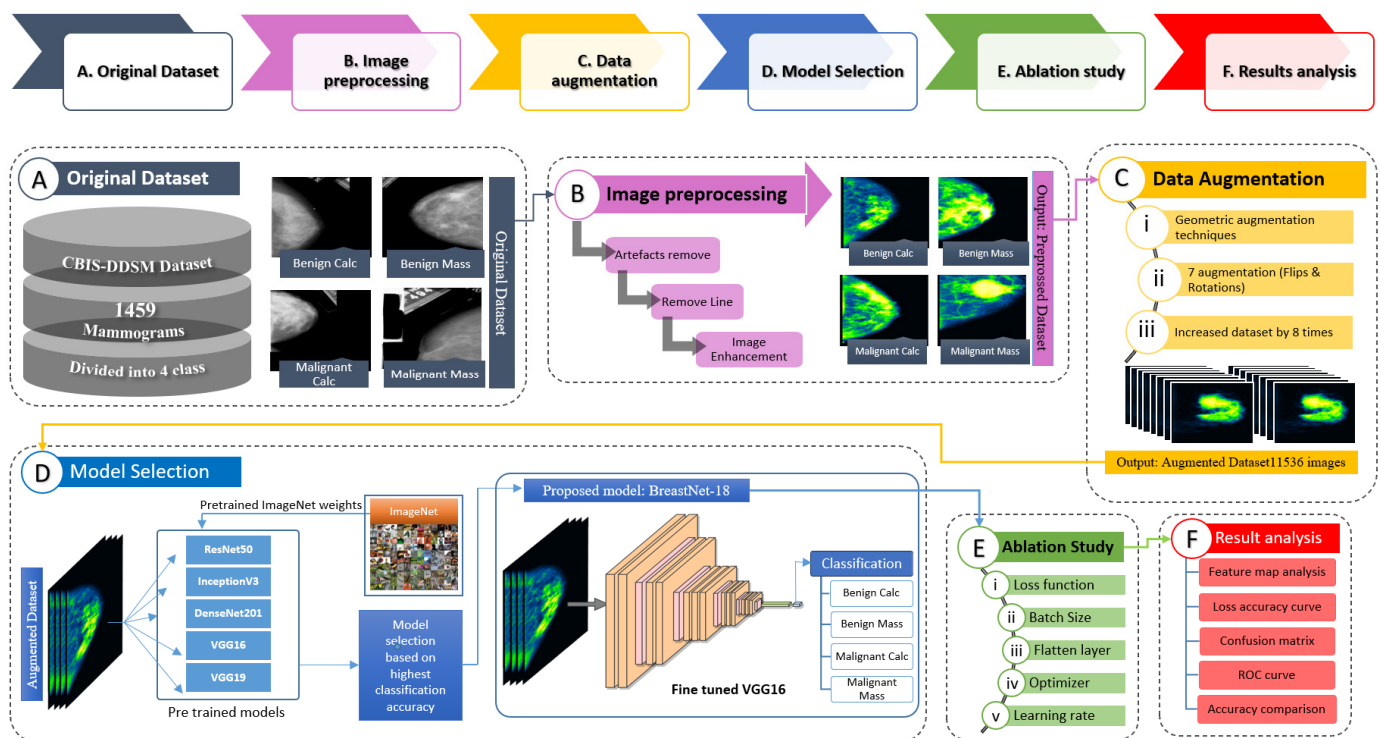 A. Original Dataset
B. Image
preprocessing
C. Data
augmentation
D. Model Selection
E. Ablation study
F. Results analysis
A
Original Dataset
CBIS-DDSM Dataset
1459
Mammograms
Divided into 4 class
Benign Calc
Benign Mass
Malignant
Calc
Malignant Mass
Original Dataset
B
Image preprocessing
Artefacts remove
Remove Line
Image
Enhancement
Benign Calc
Benign Mass
Malignant Calc
Malignant Mass
Output: Preprossed Dataset
C
Data Augmentation
i
Geometric augmentation
techniques
ii
7 augmentation (Flips &
Rotations)
iii
Increased dataset by 8 times
Output: Augmented Dataset11536 images
D
Model Selection
Augmented Dataset
Pretrained ImageNet weights
ImageNet
ResNet50
InceptionV3
DenseNet201
VGG16
VGG19
Pre trained models
Model
selection
based on
highest
classification
accuracy
Proposed model: BreastNet-18
Fine tuned VGG16
Classification
Benign Calc
Benign Mass
Malignant Calc
Malignant
Mass
E
Ablation Study
i
Loss function
ii
Batch Size
iii
Flatten layer
iv
Optimizer
v
Learning rate
F
Result analysis
Feature map analysis
Loss accuracy curve
Confusion matrix
ROC curve
Accuracy comparison